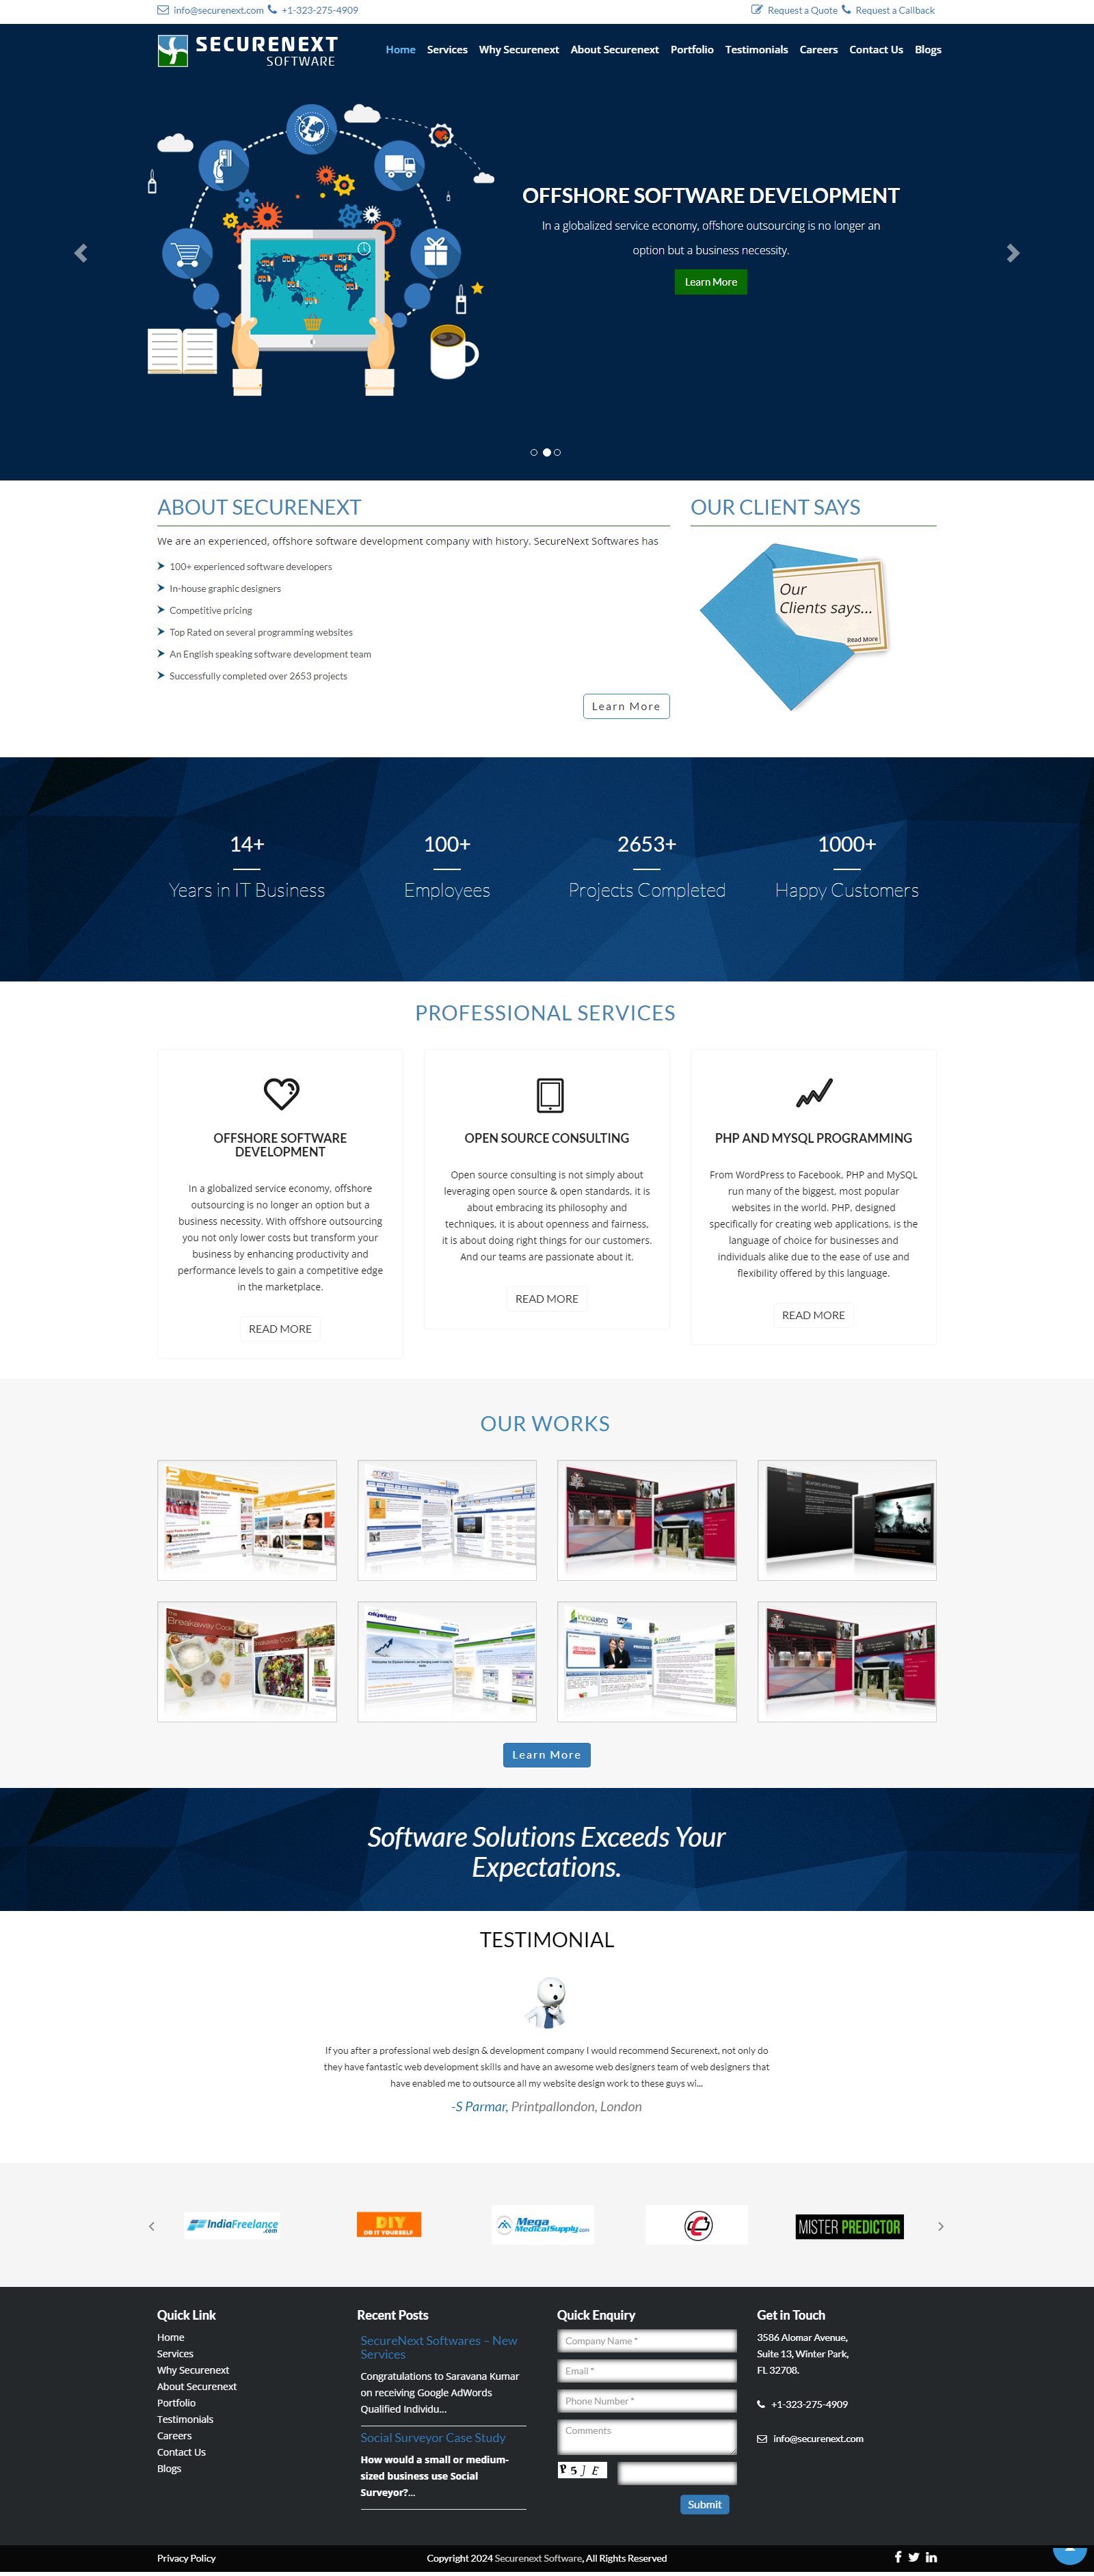 info@securenext.com +1-323-275-4909
Request a Quote Request a Callback
SECURENEXT
SOFTWARE
Home Services Why Securenext About Securenext Portfolio Testimonials Careers Contact Us Blogs
OFFSHORE SOFTWARE DEVELOPMENT
In a globalized service economy, offshore outsourcing is no longer an
option but a business necessity.
Learn More
ABOUT SECURENEXT
We are an experienced, offshore software development company with history. SecureNext Softwares has
100+ experienced software developers
In-house graphic designers
Competitive pricing
Top Rated on several programming websites
An English speaking software development team
Successfully completed over 2653 projects
Learn More
OUR CLIENT SAYS
Our
Clients says...
Read More
14+
Years in IT Business
100+
Employees
2653+
Projects Completed
1000+
Happy Customers
PROFESSIONAL SERVICES
OFFSHORE SOFTWARE
DEVELOPMENT
In a globalized service economy, offshore
outsourcing is no longer an option but a
business necessity. With offshore outsourcing
you not only lower costs but transform your
business by enhancing productivity and
performance levels to gain a competitive edge
in the marketplace.
READ MORE
OPEN SOURCE CONSULTING
Open source consulting is not simply about
leveraging open source & open standards, it is
about embracing its philosophy and
techniques, it is about openness and fairness,
it is about doing right things for our customers.
And our teams are passionate about it.
READ MORE
PHP AND MYSQL PROGRAMMING
From WordPress to Facebook, PHP and MySQL
run many of the biggest, most popular
websites in the world. PHP, designed
specifically for creating web applications, is the
language of choice for businesses and
individuals alike due to the ease of use and
flexibility offered by this language.
READ MORE
OUR WORKS
The
Breakaway Cook
elysium
innowera
Learn More
Software Solutions Exceeds Your
Expectations.
TESTIMONIAL
If you after a professional web design & development company I would recommend Securenext, not only do
they have fantastic web development skills and have an awesome web designers team of web designers that
have enabled me to outsource all my website design work to these guys wi...
-S Parmar, Printpallondon, London
IndiaFreelance
.com
DIY
DO IT YOURSELF
Mega
MedicalSupply.com
MISTER PREDICTOR
Quick Link
Home
Services
Why Securenext
About Securenext
Portfolio
Testimonials
Careers
Contact Us
Blogs
Recent Posts
SecureNext Softwares – New
Services
Congratulations to Saravana Kumar
on receiving Google AdWords
Qualified Individu...
Social Surveyor Case Study
How would a small or medium-
sized business use Social
Surveyor?...
Quick Enquiry
Company Name *
Email *
Phone Number *
Comments
P 5 J E
Submit
Get in Touch
3586 Alomar Avenue,
Suite 13, Winter Park,
FL 32708.
+1-323-275-4909
info@securenext.com
Privacy Policy
Copyright 2024 Securenext Software, All Rights Reserved